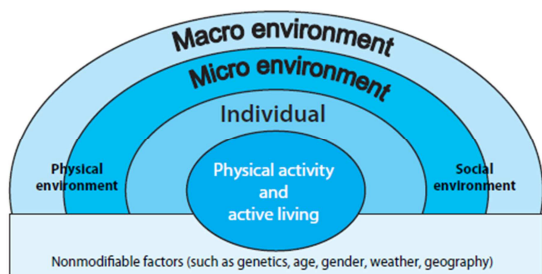 Macro environment
Micro environment
Individual
Physical activity
and
active living
Physical
environment
Social
environment
Nonmodifiable factors (such as genetics, age, gender, weather, geography)